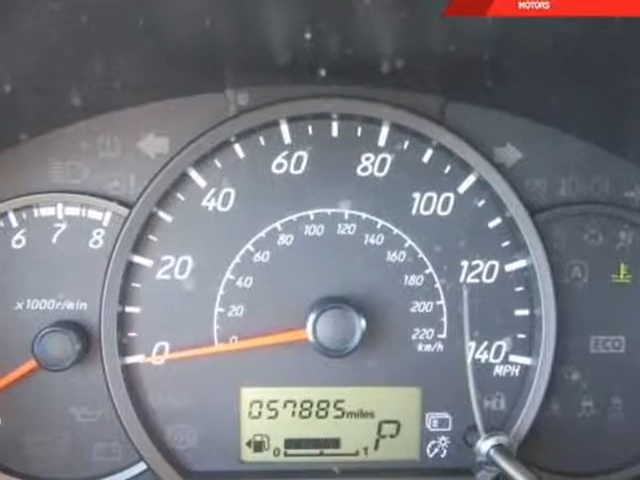 MOTORS
60 80
40 100
20 120
0 140
MPH
0 20 40 60 80 100 120 140 160 180 200 220
km/h
6 7 8
x1000r/min
ECO
057885miles
P
0 1